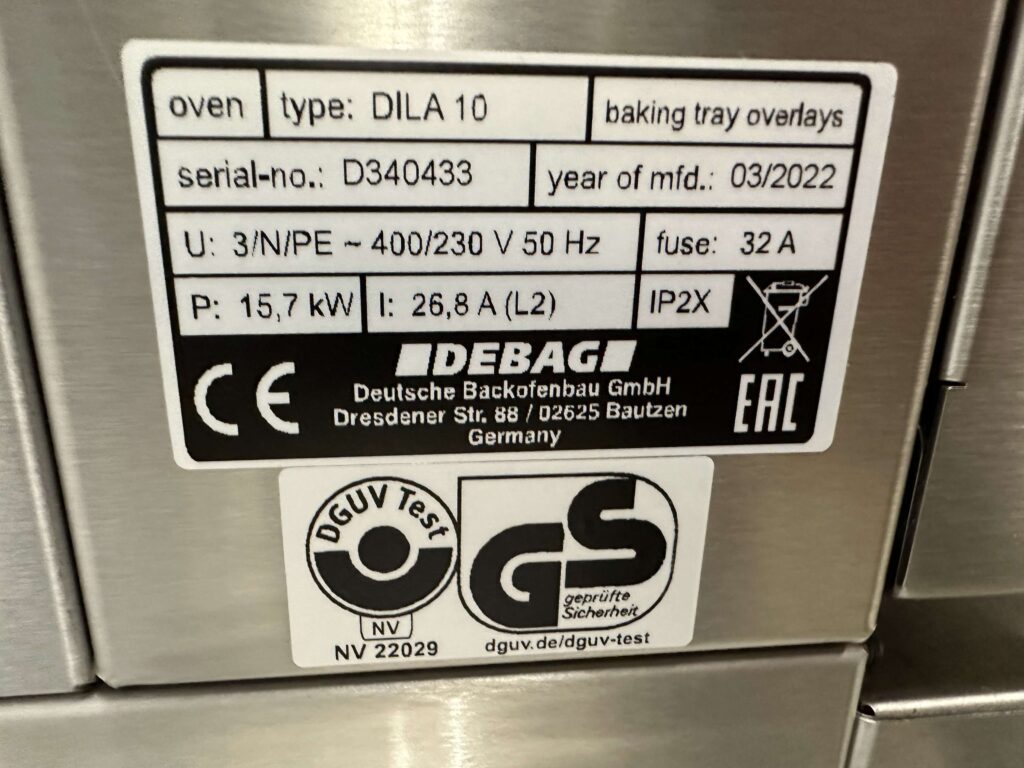 oven type: DILA 10 baking tray overlays
serial-no.: D340433 year of mfd.: 03/2022
U: 3/N/PE ~ 400/230 V 50 Hz fuse: 32 A
P: 15,7 kW I: 26,8 A (L2) IP2X
DEBAG
CE Deutsche Backofenbau GmbH EAC
Dresdener Str. 88 / 02625 Bautzen
Germany
DGUV Test
GS
geprüfte
Sicherheit
NV
NV 22029
dguv.de/dguv-test